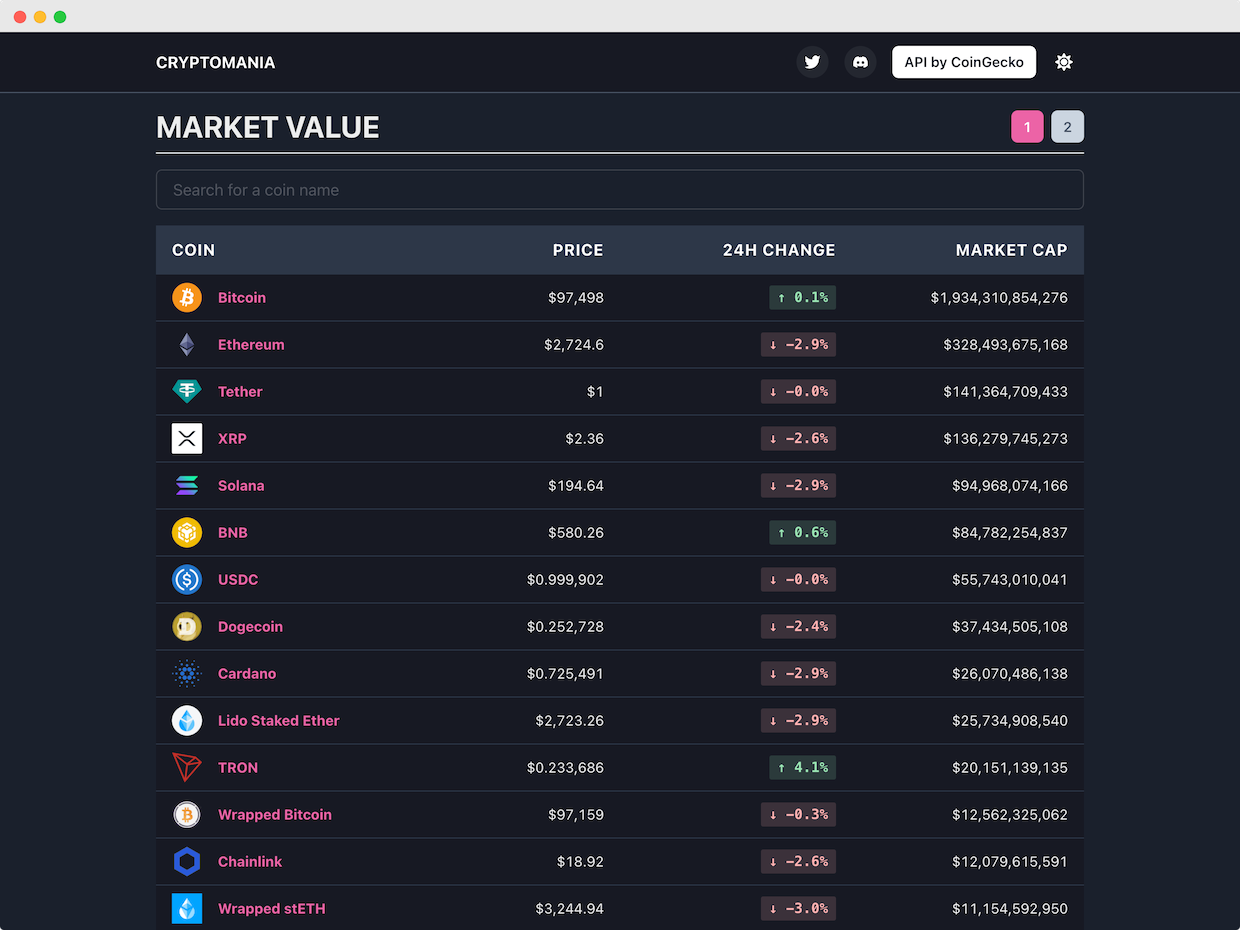 CRYPTOMANIA API by CoinGecko
MARKET VALUE 1 2
Search for a coin name
COIN PRICE 24H CHANGE MARKET CAP
Bitcoin $97,498 ↑ 0.1% $1,934,310,854,276
Ethereum $2,724.6 ↓ -2.9% $328,493,675,168
Tether $1 ↓ -0.0% $141,364,709,433
XRP $2.36 ↓ -2.6% $136,279,745,273
Solana $194.64 ↓ -2.9% $94,968,074,166
BNB $580.26 ↑ 0.6% $84,782,254,837
USDC $0.999,902 ↓ -0.0% $55,743,010,041
Dogecoin $0.252,728 ↓ -2.4% $37,434,505,108
Cardano $0.725,491 ↓ -2.9% $26,070,486,138
Lido Staked Ether $2,723.26 ↓ -2.9% $25,734,908,540
TRON $0.233,686 ↑ 4.1% $20,151,139,135
Wrapped Bitcoin $97,159 ↓ -0.3% $12,562,325,062
Chainlink $18.92 ↓ -2.6% $12,079,615,591
Wrapped stETH $3,244.94 ↓ -3.0% $11,154,592,950